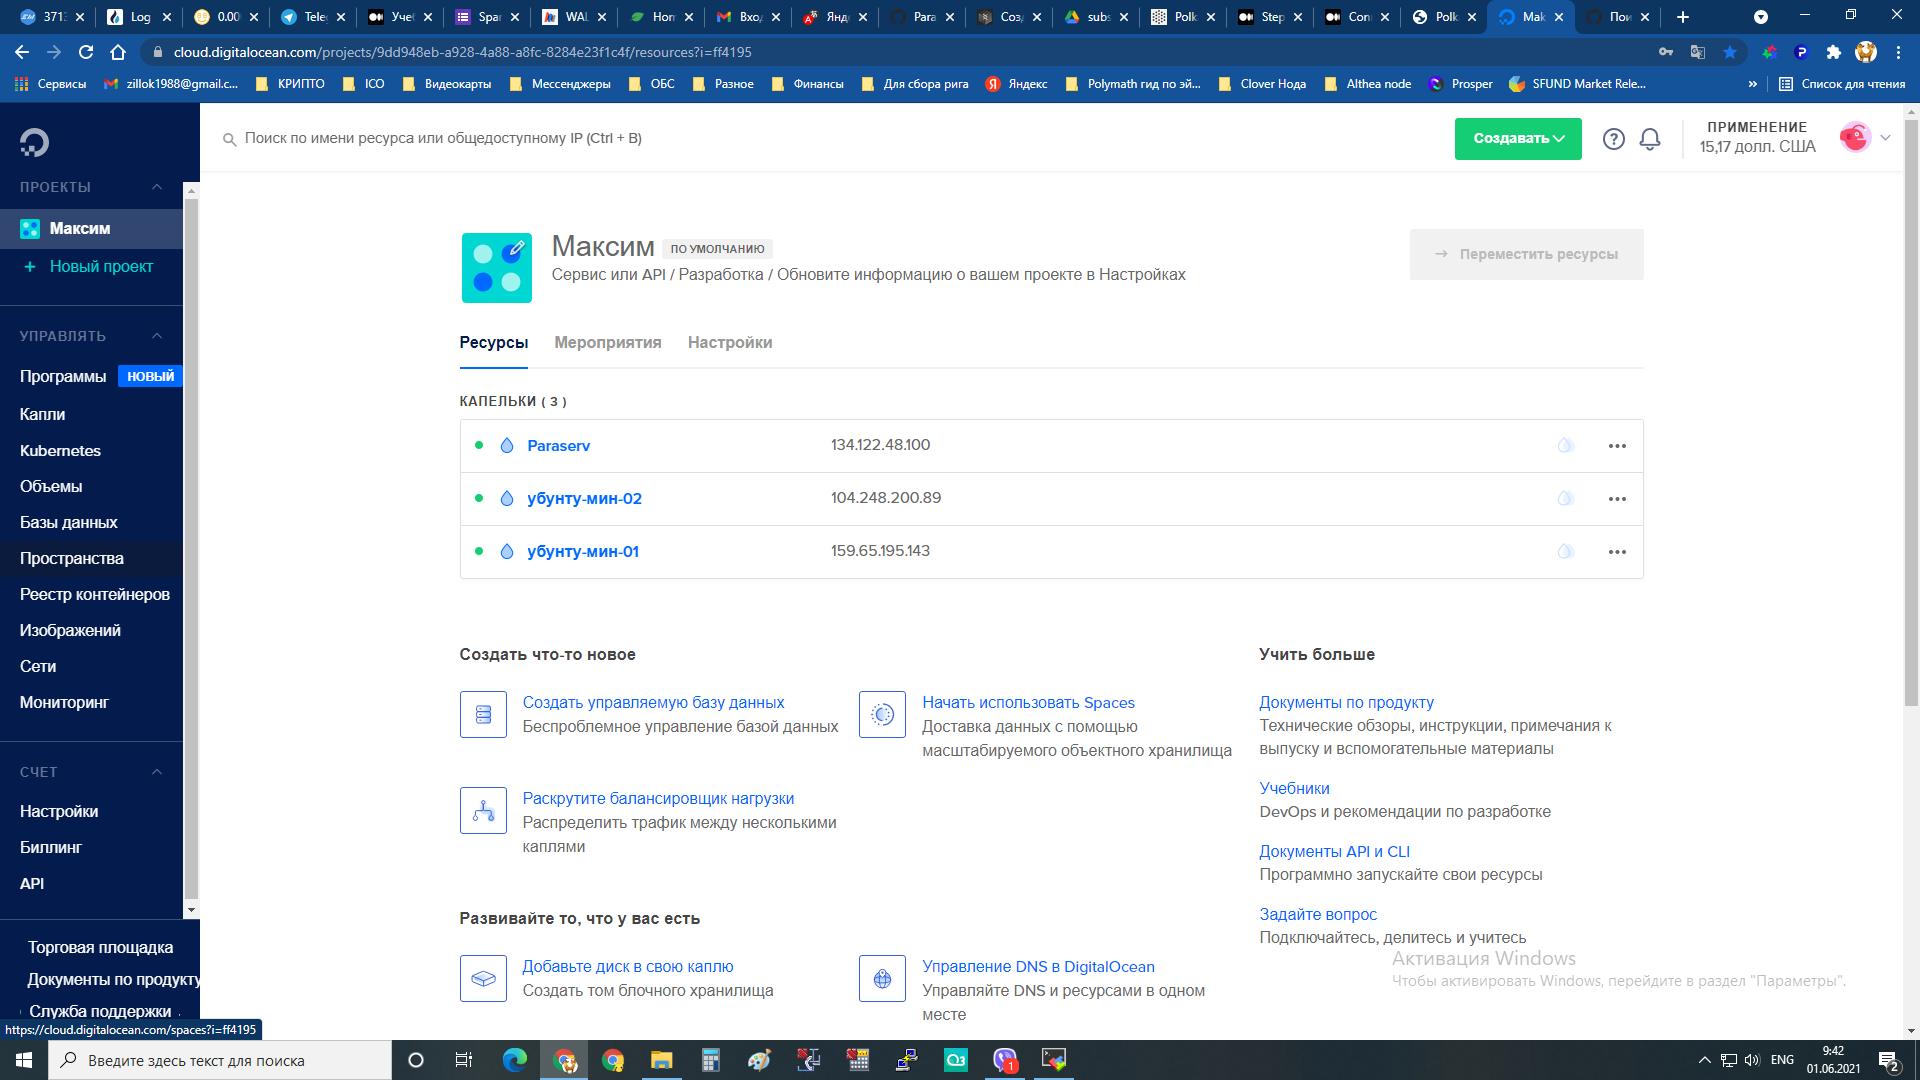 3713
Log
0.00
Tele
Уче
Spar
WAL
Hon
Вход
Янд
Para
Соз
subs
Polk
Step
Con
Polk
Мак
Пои
cloud.digitalocean.com/projects/9dd948eb-a928-4a88-a8fc-8284e23f1c4f/resources?i=ff4195
Сервисы
zillok1988@gmail.c...
КРИПТО
ICO
Видеокарты
Мессенджеры
ОБС
Разное
Финансы
Для сбора рига
Яндекс
Polymath гид по эй...
Clover Нода
Althea node
Prosper
SFUND Market Rele...
»
Список для чтения
Поиск по имени ресурса или общедоступному IP (Ctrl + B)
Создавать
ПРИМЕНЕНИЕ
15,17 долл. США
ПРОЕКТЫ
Максим
+ Новый проект
УПРАВЛЯТЬ
Программы НОВЫЙ
Капли
Kubernetes
Объемы
Базы данных
Пространства
Реестр контейнеров
Изображений
Сети
Мониторинг
СЧЕТ
Настройки
Биллинг
API
Торговая площадка
Документы по продукту
Служба поддержки
https://cloud.digitalocean.com/spaces?i=ff4195
Максим ПО УМОЛЧАНИЮ
Сервис или API / Разработка / Обновите информацию о вашем проекте в Настройках
→ Переместить ресурсы
Ресурсы
Мероприятия
Настройки
КАПЕЛЬКИ ( 3 )
Paraserv 134.122.48.100
убунту-мин-02 104.248.200.89
убунту-мин-01 159.65.195.143
Создать что-то новое
Создать управляемую базу данных
Беспроблемное управление базой данных
Начать использовать Spaces
Доставка данных с помощью
масштабируемого объектного хранилища
Раскрутите балансировщик нагрузки
Распределить трафик между несколькими
каплями
Развивайте то, что у вас есть
Добавьте диск в свою каплю
Создать том блочного хранилища
Управление DNS в DigitalOcean
Управляйте DNS и ресурсами в одном
месте
Учить больше
Документы по продукту
Технические обзоры, инструкции, примечания к
выпуску и вспомогательные материалы
Учебники
DevOps и рекомендации по разработке
Документы API и CLI
Программно запускайте свои ресурсы
Задайте вопрос
Подключайтесь, делитесь и учитесь
Активация Windows
Чтобы активировать Windows, перейдите в раздел "Параметры".
Введите здесь текст для поиска
1
ENG
9:42
01.06.2021
2